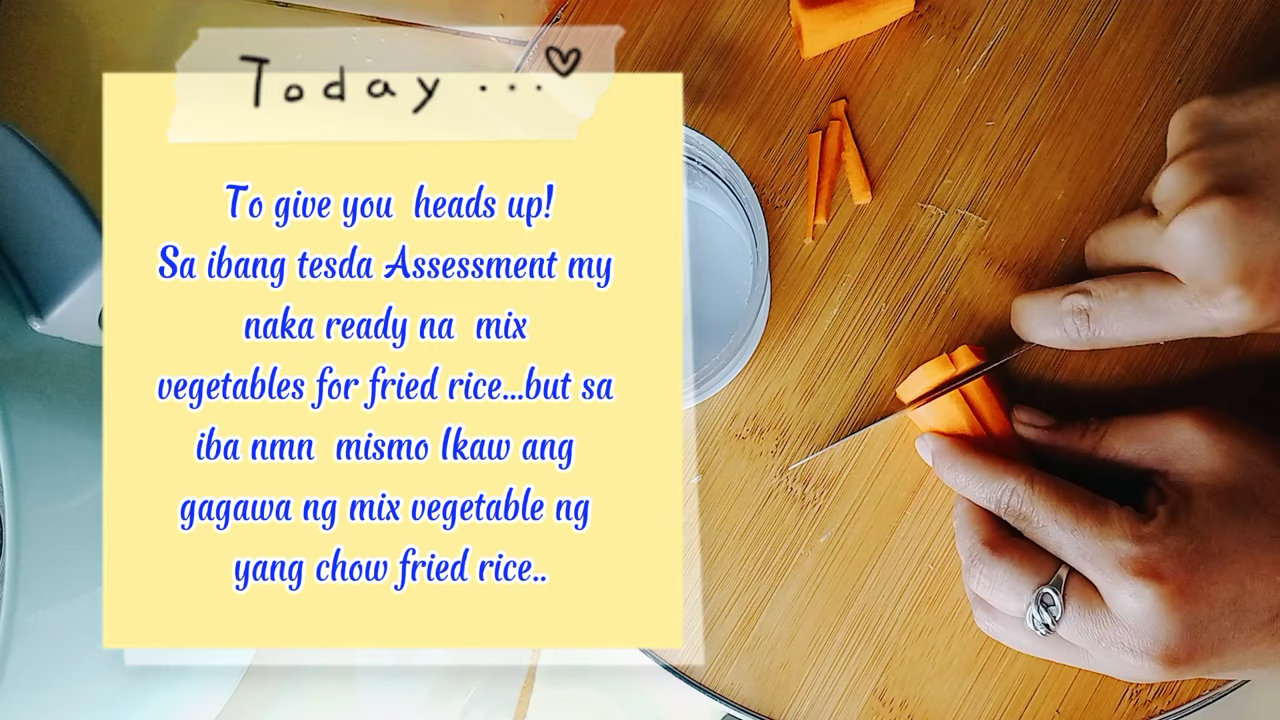 Today ...
To give you heads up!
Sa ibang tesda Assessment my
naka ready na mix
vegetables for fried rice...but sa
iba nmn mismo Ikaw ang
gagawa ng mix vegetable ng
yang chow fried rice..